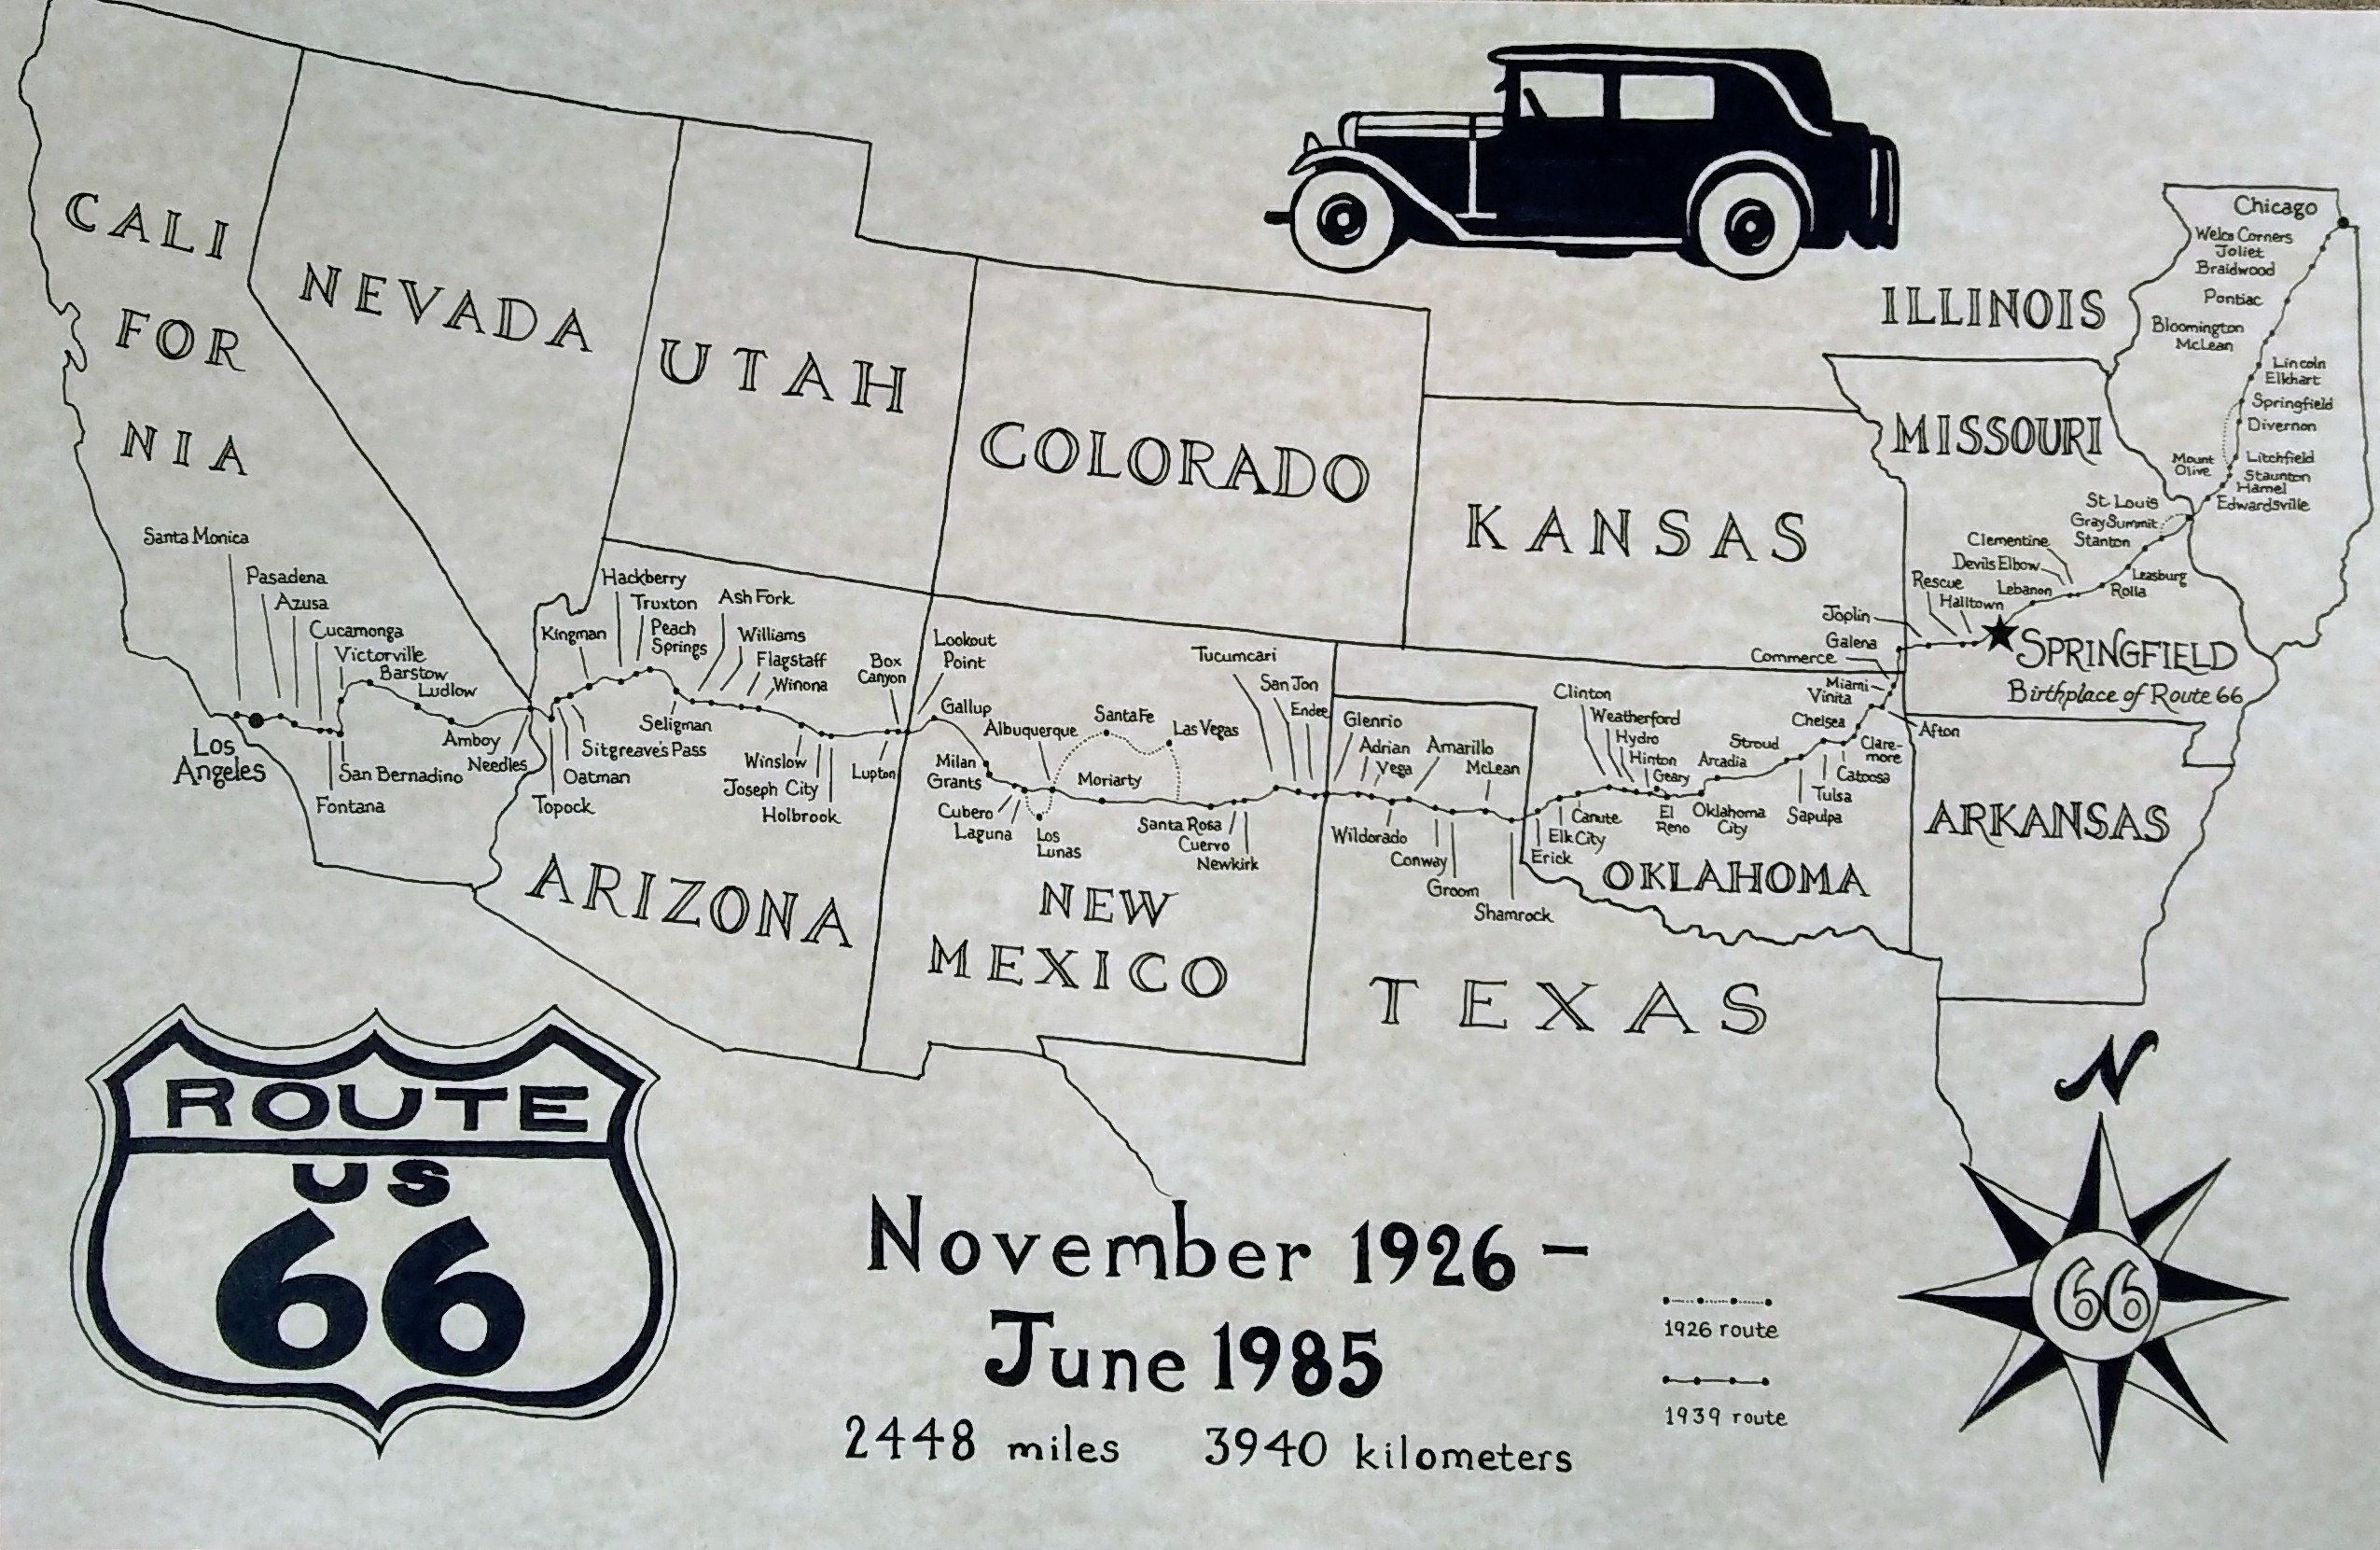 CALI
FOR
NIA
NEVADA
UTAH
COLORADO
KANSAS
ILLINOIS
MISSOURI
Chicago
Welco Corners
Joliet
Braidwood
Pontiac
Bloomington
McLean
Lincoln
Elkhart
Springfield
Divernon
Mount
Olive
Litchfield
Staunton
Hamel
Edwardsville
St. Louis
Gray Summit
Stanton
Clementine
Devils Elbow
Leasburg
Rolla
Lebanon
Rescue
Halltown
SPRINGFIELD
Birthplace of Route 66
Joplin
Galena
Commerce
Miami
Vinita
Afton
Chelsea
Clare-
more
Catoosa
Tulsa
Sapulpa
Stroud
Arcadia
Oklahoma
City
El
Reno
Clinton
Weatherford
Hydro
Hinton
Geary
Canute
Elk City
Erick
OKLAHOMA
ARKANSAS
Glenrio
Adrian
Vega
Amarillo
McLean
Wildorado
Conway
Groom
Shamrock
TEXAS
Tucumcari
San Jon
Endee
Santa Fe
Las Vegas
Albuquerque
Moriarty
Santa Rosa
Cuervo
Newkirk
Los
Lunas
Milan
Grants
Cubero
Laguna
Gallup
Lookout
Point
NEW
MEXICO
Box
Canyon
Lupton
Hackberry
Truxton
Peach
Springs
Ash Fork
Williams
Flagstaff
Winona
Kingman
Seligman
Sitgreave's Pass
Oatman
Topock
Winslow
Joseph City
Holbrook
ARIZONA
Santa Monica
Pasadena
Azusa
Cucamonga
Victorville
Barstow
Ludlow
Amboy
Needles
Los
Angeles
San Bernadino
Fontana
ROUTE
US
66
November 1926 –
June 1985
2448 miles 3940 kilometers
1926 route
1939 route
N
66